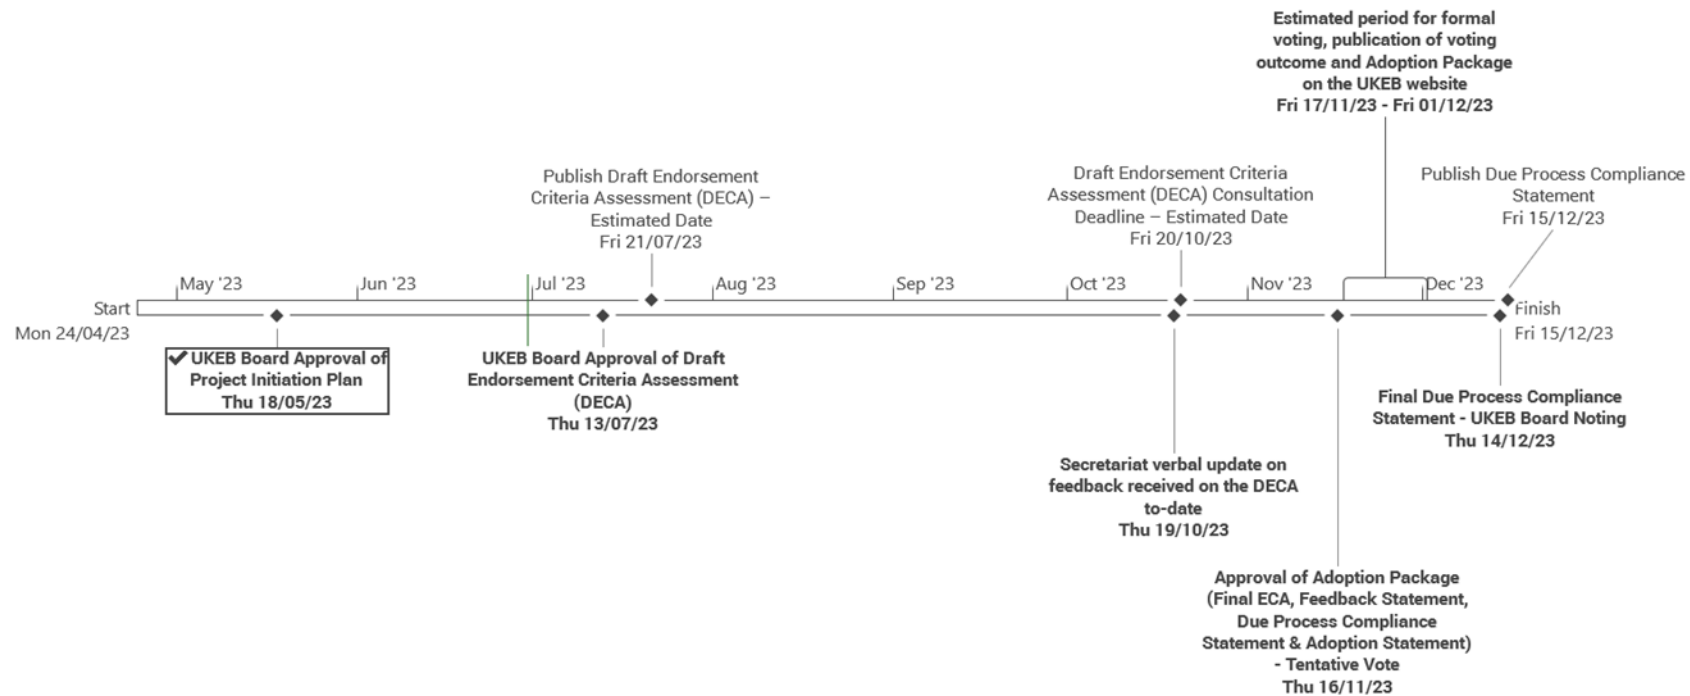 Estimated period for formal
voting, publication of voting
outcome and Adoption Package
on the UKEB website
Fri 17/11/23 - Fri 01/12/23
Publish Draft Endorsement
Criteria Assessment (DECA) –
Estimated Date
Fri 21/07/23
Draft Endorsement Criteria
Assessment (DECA) Consultation
Deadline – Estimated Date
Fri 20/10/23
Publish Due Process Compliance
Statement
Fri 15/12/23
May '23
Jun '23
Jul '23
Aug '23
Sep '23
Oct '23
Nov '23
Dec '23
Start
Mon 24/04/23
Finish
Fri 15/12/23
UKEB Board Approval of
Project Initiation Plan
Thu 18/05/23
UKEB Board Approval of Draft
Endorsement Criteria Assessment
(DECA)
Thu 13/07/23
Secretariat verbal update on
feedback received on the DECA
to-date
Thu 19/10/23
Approval of Adoption Package
(Final ECA, Feedback Statement,
Due Process Compliance
Statement & Adoption Statement)
- Tentative Vote
Thu 16/11/23
Final Due Process Compliance
Statement - UKEB Board Noting
Thu 14/12/23